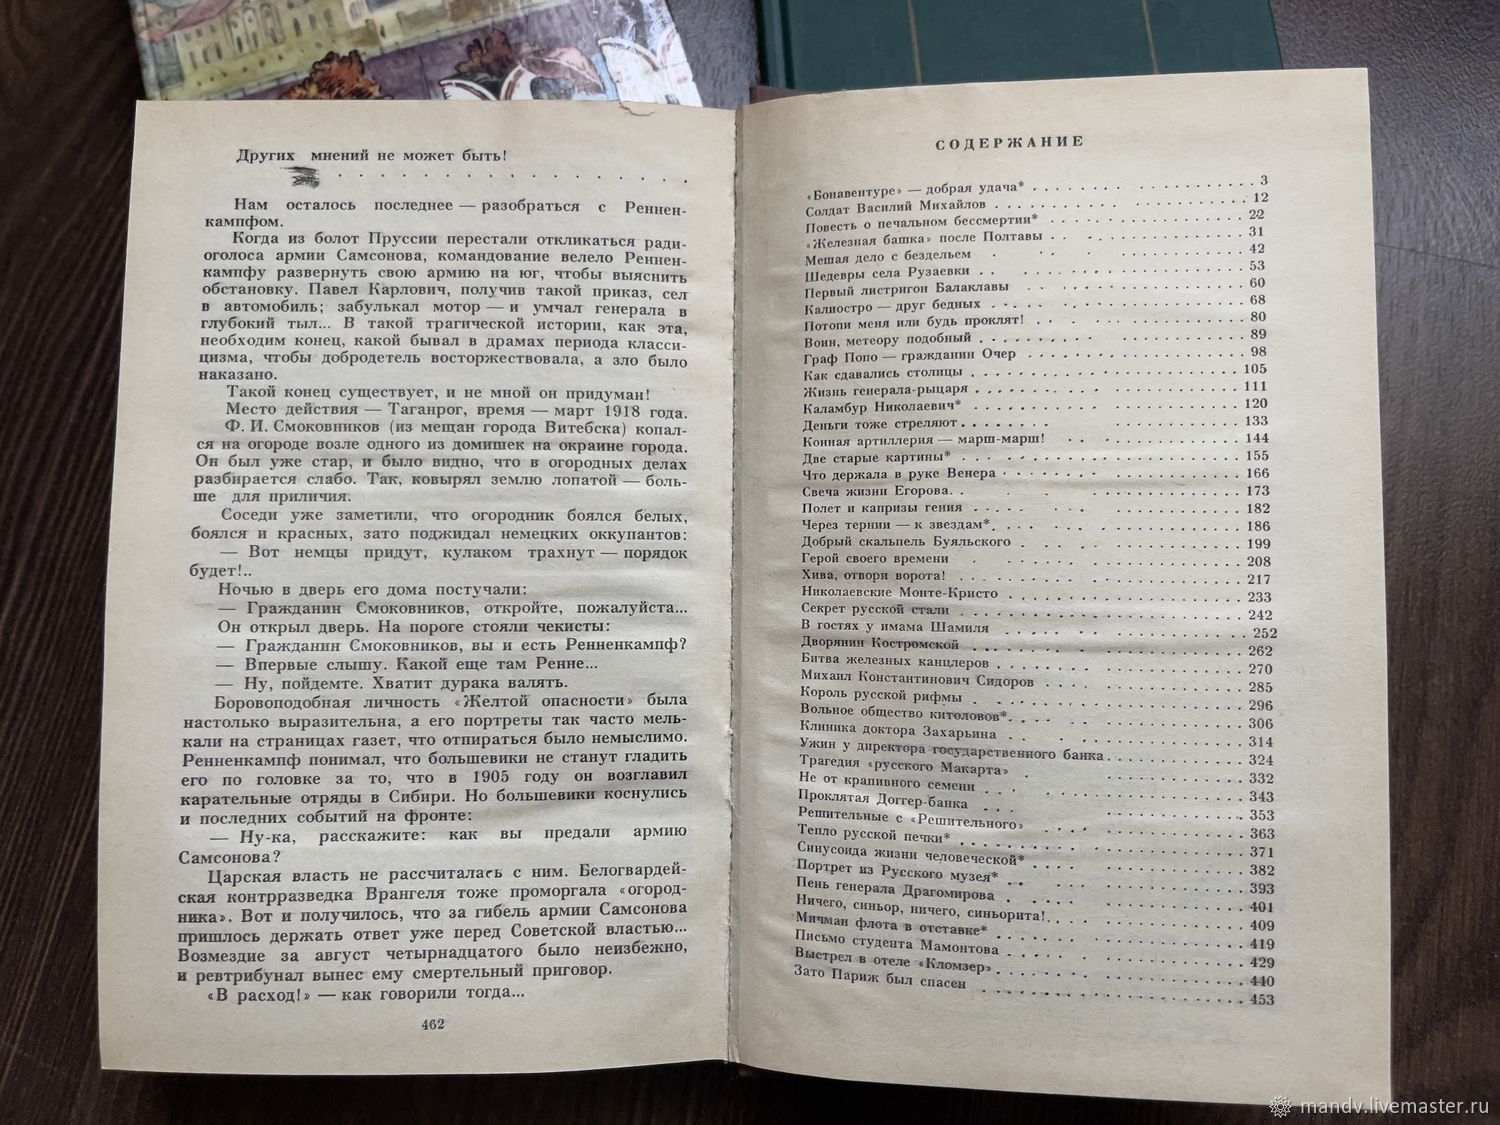 Других мнений не может быть!
. . . . . . . . . . . . . . . .
Нам осталось последнее — разобраться с Реннен-
кампфом.
Когда из болот Пруссии перестали откликаться ради-
оголоса армии Самсонова, командование велело Реннен-
кампфу развернуть свою армию на юг, чтобы выяснить
обстановку. Павел Карлович, получив такой приказ, сел
в автомобиль; забулькал мотор — и умчал генерала в
глубокий тыл... В такой трагической истории, как эта,
необходим конец, какой бывал в драмах периода класси-
цизма, чтобы добродетель восторжествовала, а зло было
наказано.
Такой конец существует, и не мной он придуман!
Место действия — Таганрог, время — март 1918 года.
Ф. И. Смоковников (из мещан города Витебска) копал-
ся на огороде возле одного из домишек на окраине города.
Он был уже стар, и было видно, что в огородных делах
разбирается слабо. Так, ковырял землю лопатой — боль-
ше для приличия.
Соседи уже заметили, что огородник боялся белых,
боялся и красных, зато поджидал немецких оккупантов:
— Вот немцы придут, кулаком трахнут — порядок
будет!..
Ночью в дверь его дома постучали:
— Гражданин Смоковников, откройте, пожалуйста...
Он открыл дверь. На пороге стояли чекисты:
— Гражданин Смоковников, вы и есть Ренненкампф?
— Впервые слышу. Какой еще там Ренне...
— Ну, пойдемте. Хватит дурака валять.
Боровоподобная личность «Желтой опасности» была
настолько выразительна, а его портреты так часто мель-
кали на страницах газет, что отпираться было немыслимо.
Ренненкампф понимал, что большевики не станут гладить
его по головке за то, что в 1905 году он возглавил
карательные отряды в Сибири. Но большевики коснулись
и последних событий на фронте:
— Ну-ка, расскажите: как вы предали армию
Самсонова?
Царская власть не рассчиталась с ним. Белогвардей-
ская контрразведка Врангеля тоже проморгала «огород-
ника». Вот и получилось, что за гибель армии Самсонова
пришлось держать ответ уже перед Советской властью...
Возмездие за август четырнадцатого было неизбежно,
и ревтрибунал вынес ему смертельный приговор.
«В расход!» — как говорили тогда...
462
СОДЕРЖАНИЕ
«Бонавентуре» — добрая удача* 3
Солдат Василий Михайлов 12
Повесть о печальном бессмертии* 22
«Железная башка» после Полтавы 31
Мешая дело с бездельем 42
Шедевры села Рузаевки 53
Первый листригон Балаклавы 60
Калиостро — друг бедных 68
Потопи меня или будь проклят! 80
Воин, метеору подобный 89
Граф Попо — гражданин Очер 98
Как сдавались столицы 105
Жизнь генерала-рыцаря 111
Каламбур Николаевич* 120
Деньги тоже стреляют 133
Конная артиллерия — марш-марш! 144
Две старые картины* 155
Что держала в руке Венера 166
Свеча жизни Егорова 173
Полет и капризы гения 182
Через тернии — к звездам* 186
Добрый скальпель Буяльского 199
Герой своего времени 208
Хива, отвори ворота! 217
Николаевские Монте-Кристо 233
Секрет русской стали 242
В гостях у имама Шамиля 252
Дворянин Костромской 262
Битва железных канцлеров 270
Михаил Константинович Сидоров 285
Король русской рифмы 296
Вольное общество китоловов* 306
Клиника доктора Захарьина 314
Ужин у директора государственного банка 324
Трагедия «русского Макарта» 332
Не от крапивного семени 343
Проклятая Доггер-банка 353
Решительные с «Решительного» 363
Тепло русской печки* 371
Синусоида жизни человеческой* 382
Портрет из Русского музея* 393
Пень генерала Драгомирова 401
Ничего, синьор, ничего, синьорита! 409
Мичман флота в отставке* 419
Письмо студента Мамонтова 429
Выстрел в отеле «Кломзер» 440
Зато Париж был спасен 453
mandv.livemaster.ru